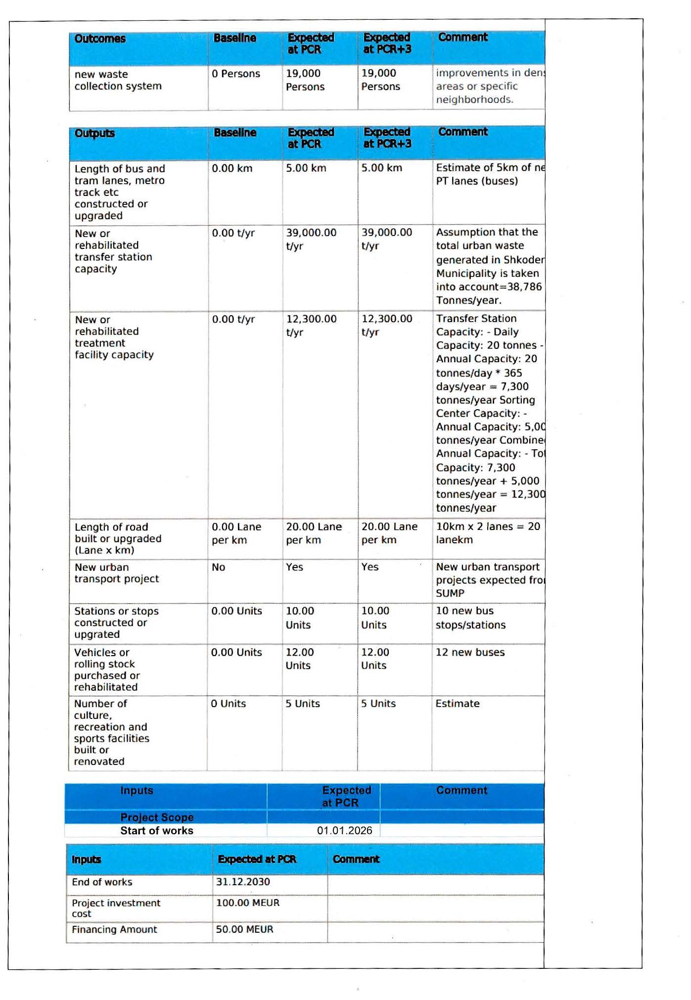 Outcomes Baseline Expected Expected Comment
at PCR at PCR+3
new waste 0 Persons 19,000 19,000 improvements in
collection system Persons Persons areas or specific
neighborhoods.
Outputs Baseline Expected Expected Comment
at PCR at PCR+3
Length of bus and 0.00 km 5.00 km 5.00 km Estimate of 5km of
tram lanes, metro PT lanes (buses)
track etc
constructed or
upgraded
New or 0.00 t/yr 39,000.00 39,000.00 Assumption that the
rehabilitated t/yr t/yr total urban waste
transfer station generated in Shkoder
capacity Municipality is taken
into account=38,786
Tonnes/year.
New or 0.00 t/yr 12,300.00 12,300.00 Transfer Station
rehabilitated t/yr t/yr Capacity: - Daily
treatment Capacity: 20 tonnes -
facility capacity Annual Capacity: 20
tonnes/day * 365
days/year = 7,300
tonnes/year Sorting
Center Capacity: -
Annual Capacity: 5,00
tonnes/year Combine
Annual Capacity: - To
Capacity: 7,300
tonnes/year + 5,000
tonnes/year = 12,300
tonnes/year
Length of road 0.00 Lane 20.00 Lane 20.00 Lane 10km x 2 lanes = 20
built or upgraded per km per km per km lanekm
(Lane x km)
New urban No Yes Yes New urban transport
transport project projects expected
SUMP
Stations or stops 0.00 Units 10.00 10.00 10 new bus
constructed or Units Units stops/stations
upgrated
Vehicles or 0.00 Units 12.00 12.00 12 new buses
rolling stock Units Units
purchased or
rehabilitated
Number of 0 Units 5 Units 5 Units Estimate
culture,
recreation and
sports facilities
built or
renovated
Inputs Expected Comment
at PCR
Project Scope
Start of works 01.01.2026
Inputs Expected at PCR Comment
End of works 31.12.2030
Project investment 100.00 MEUR
cost
Financing Amount 50.00 MEUR